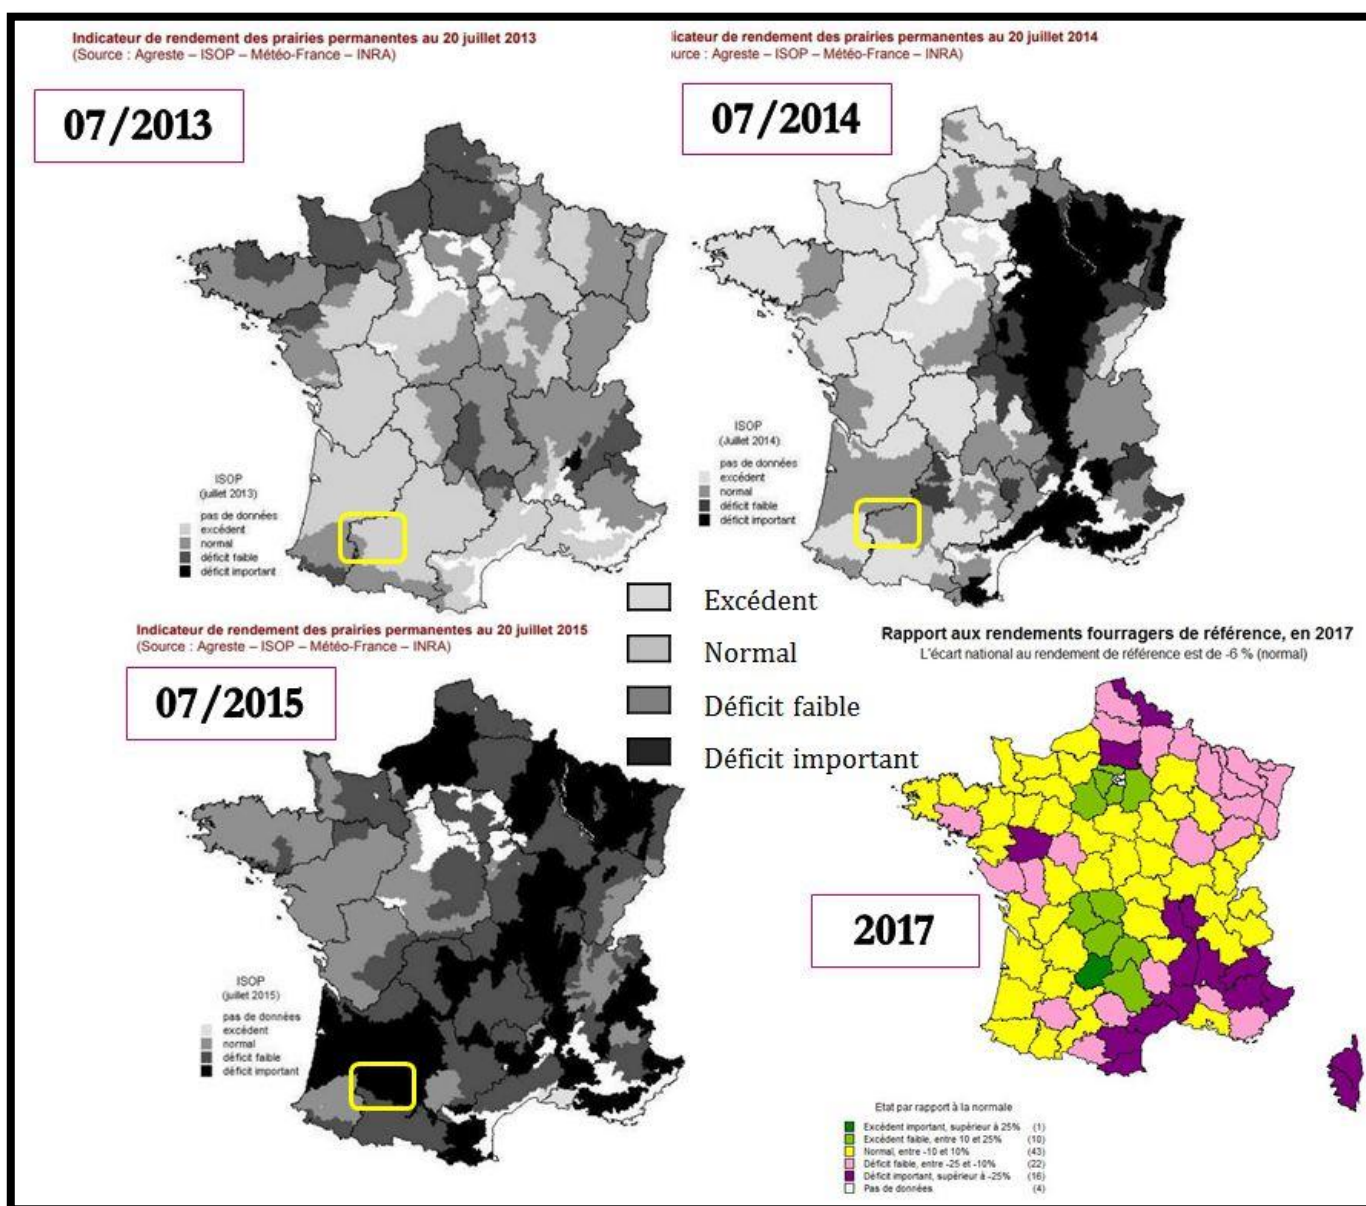 Indicateur de rendement des prairies permanentes au 20 juillet 2013
(Source : Agreste – ISOP – Météo-France – INRA)
07/2013
ISOP
(juillet 2013)
pas de données
excédent
normal
déficit faible
déficit important
icateur de rendement des prairies permanentes au 20 juillet 2014
urce : Agreste – ISOP – Météo-France – INRA)
07/2014
ISOP
(Juillet 2014)
pas de données
excédent
normal
déficit faible
déficit important
Excédent
Normal
Déficit faible
Déficit important
Indicateur de rendement des prairies permanentes au 20 juillet 2015
(Source : Agreste – ISOP – Météo-France – INRA)
07/2015
ISOP
(juillet 2015)
pas de données
excédent
normal
déficit faible
déficit important
Rapport aux rendements fourragers de référence, en 2017
L'écart national au rendement de référence est de -6 % (normal)
2017
Etat par rapport à la normale
Excédent important, supérieur à 25% (1)
Excédent faible, entre 10 et 25% (10)
Normal, entre -10 et 10% (43)
Déficit faible, entre -25 et -10% (22)
Déficit important, supérieur à -25% (16)
Pas de données (4)